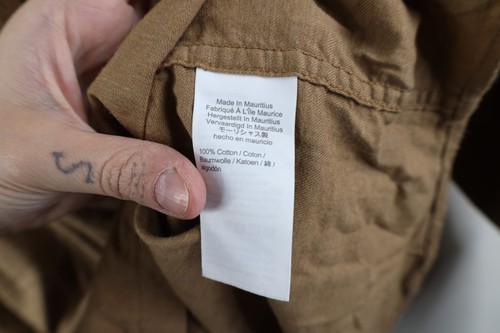 Made In Mauritius
Fabriqué À L'Île Maurice
Hergestellt In Mauritius
Vervaardigd In Mauritius
モーリシャス製
hecho en mauricio
100% Cotton / Coton /
Baumwolle / Katoen / 綿 /
algodón